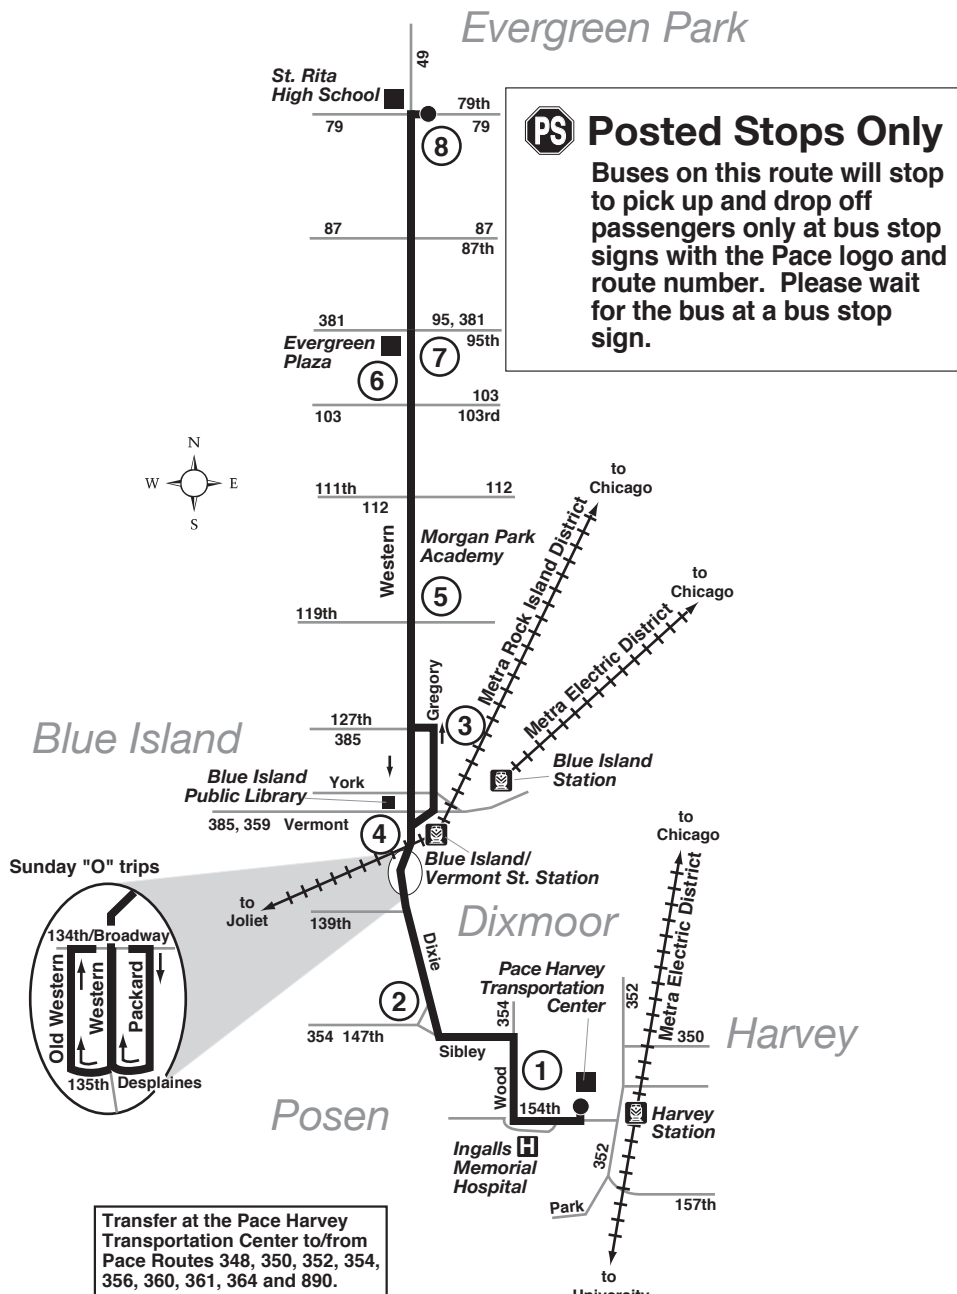 Evergreen Park
49
St. Rita
High School
79th
79
79
8
PS Posted Stops Only
Buses on this route will stop
to pick up and drop off
passengers only at bus stop
signs with the Pace logo and
route number. Please wait
for the bus at a bus stop
sign.
87
87
87th
381
95, 381
95th
Evergreen
Plaza
7
6
103
103
103rd
N
W
E
S
111th
112
112
Western
Morgan Park
Academy
5
119th
to
Chicago
Metra Rock Island District
to
Chicago
Metra Electric District
Gregory
3
127th
385
Blue Island
Blue Island
Station
York
Blue Island
Public Library
385, 359 Vermont
4
Blue Island/
Vermont St. Station
to
Chicago
Metra Electric District
Sunday "O" trips
to
Joliet
139th
Dixmoor
134th/Broadway
Old Western
Western
Packard
135th
Desplaines
Dixie
2
Pace Harvey
Transportation
Center
354
352
350
Harvey
354 147th
Sibley
Wood
1
154th
Posen
Harvey
Station
Ingalls
Memorial
Hospital
H
352
Park
157th
Transfer at the Pace Harvey
Transportation Center to/from
Pace Routes 348, 350, 352, 354,
356, 360, 361, 364 and 890.
to